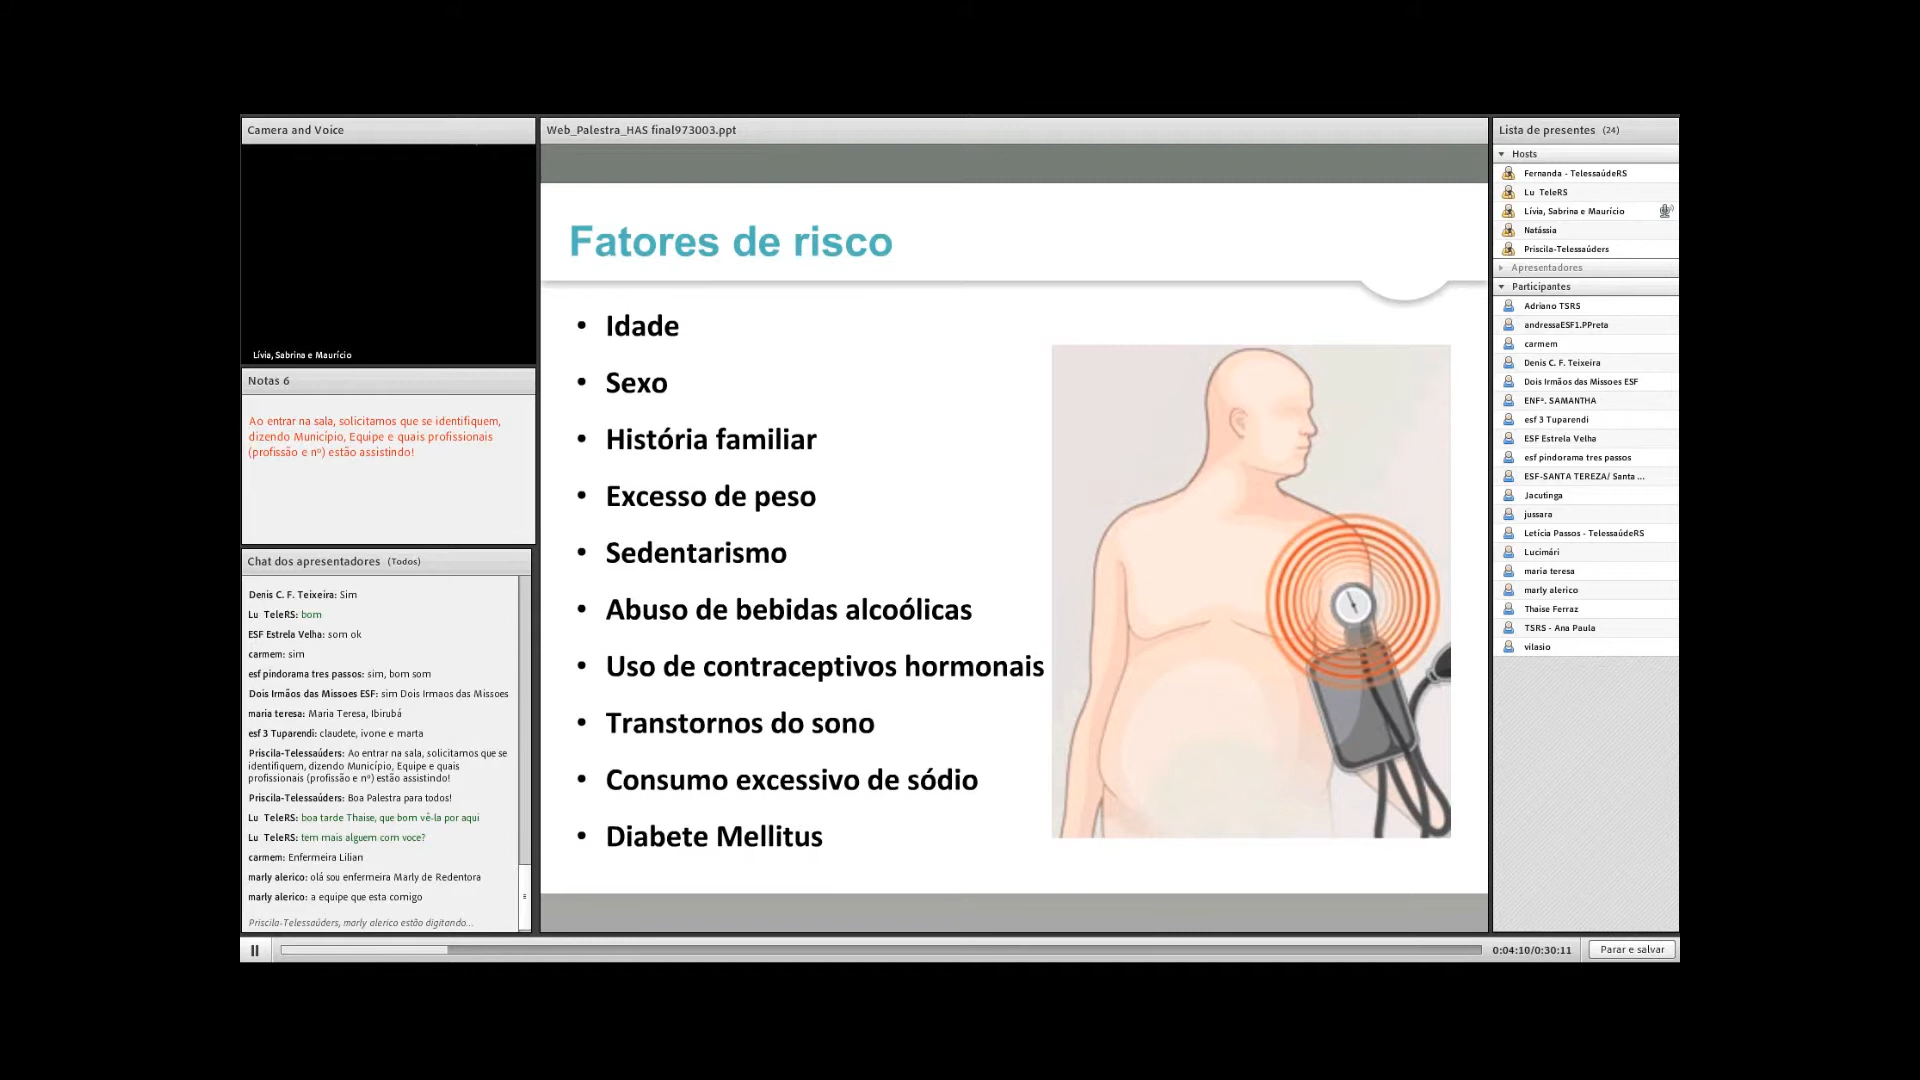 Camera and Voice
Lívia, Sabrina e Maurício
Notas 6
Ao entrar na sala, solicitamos que se identifiquem,
dizendo Município, Equipe e quais profissionais
(profissão e nº) estão assistindo!
Chat dos apresentadores (Todos)
Denis C. F. Teixeira: Sim
Lu TeleRS: bom
ESF Estrela Velha: som ok
carmem: sim
esf pindorama tres passos: sim, bom som
Dois Irmãos das Missoes ESF: sim Dois Irmaos das Missoes
maria teresa: Maria Teresa, Ibirubá
esf 3 Tuparendi: claudete, ivone e marta
Priscila-Telessaúders: Ao entrar na sala, solicitamos que se
identifiquem, dizendo Município, Equipe e quais
profissionais (profissão e nº) estão assistindo!
Priscila-Telessaúders: Boa Palestra para todos!
Lu TeleRS: boa tarde Thaise, que bom vê-la por aqui
Lu TeleRS: tem mais alguem com voce?
carmem: Enfermeira Lilian
marly alerico: olá sou enfermeira Marly de Redentora
marly alerico: a equipe que esta comigo
Priscila-Telessaúders, marly alerico estão digitando...
Web_Palestra_HAS final973003.ppt
Fatores de risco
• Idade
• Sexo
• História familiar
• Excesso de peso
• Sedentarismo
• Abuso de bebidas alcoólicas
• Uso de contraceptivos hormonais
• Transtornos do sono
• Consumo excessivo de sódio
• Diabete Mellitus
Lista de presentes (24)
Hosts
Fernanda - TelessaúdeRS
Lu TeleRS
Lívia, Sabrina e Maurício
Natássia
Priscila-Telessaúders
Apresentadores
Participantes
Adriano TSRS
andressaESF1.PPreta
carmem
Denis C. F. Teixeira
Dois Irmãos das Missoes ESF
ENFª. SAMANTHA
esf 3 Tuparendi
ESF Estrela Velha
esf pindorama tres passos
ESF-SANTA TEREZA/ Santa ...
Jacutinga
jussara
Letícia Passos - TelessaúdeRS
Lucimári
maria teresa
marly alerico
Thaise Ferraz
TSRS - Ana Paula
vilasio
0:04:10/0:30:11
Parar e salvar